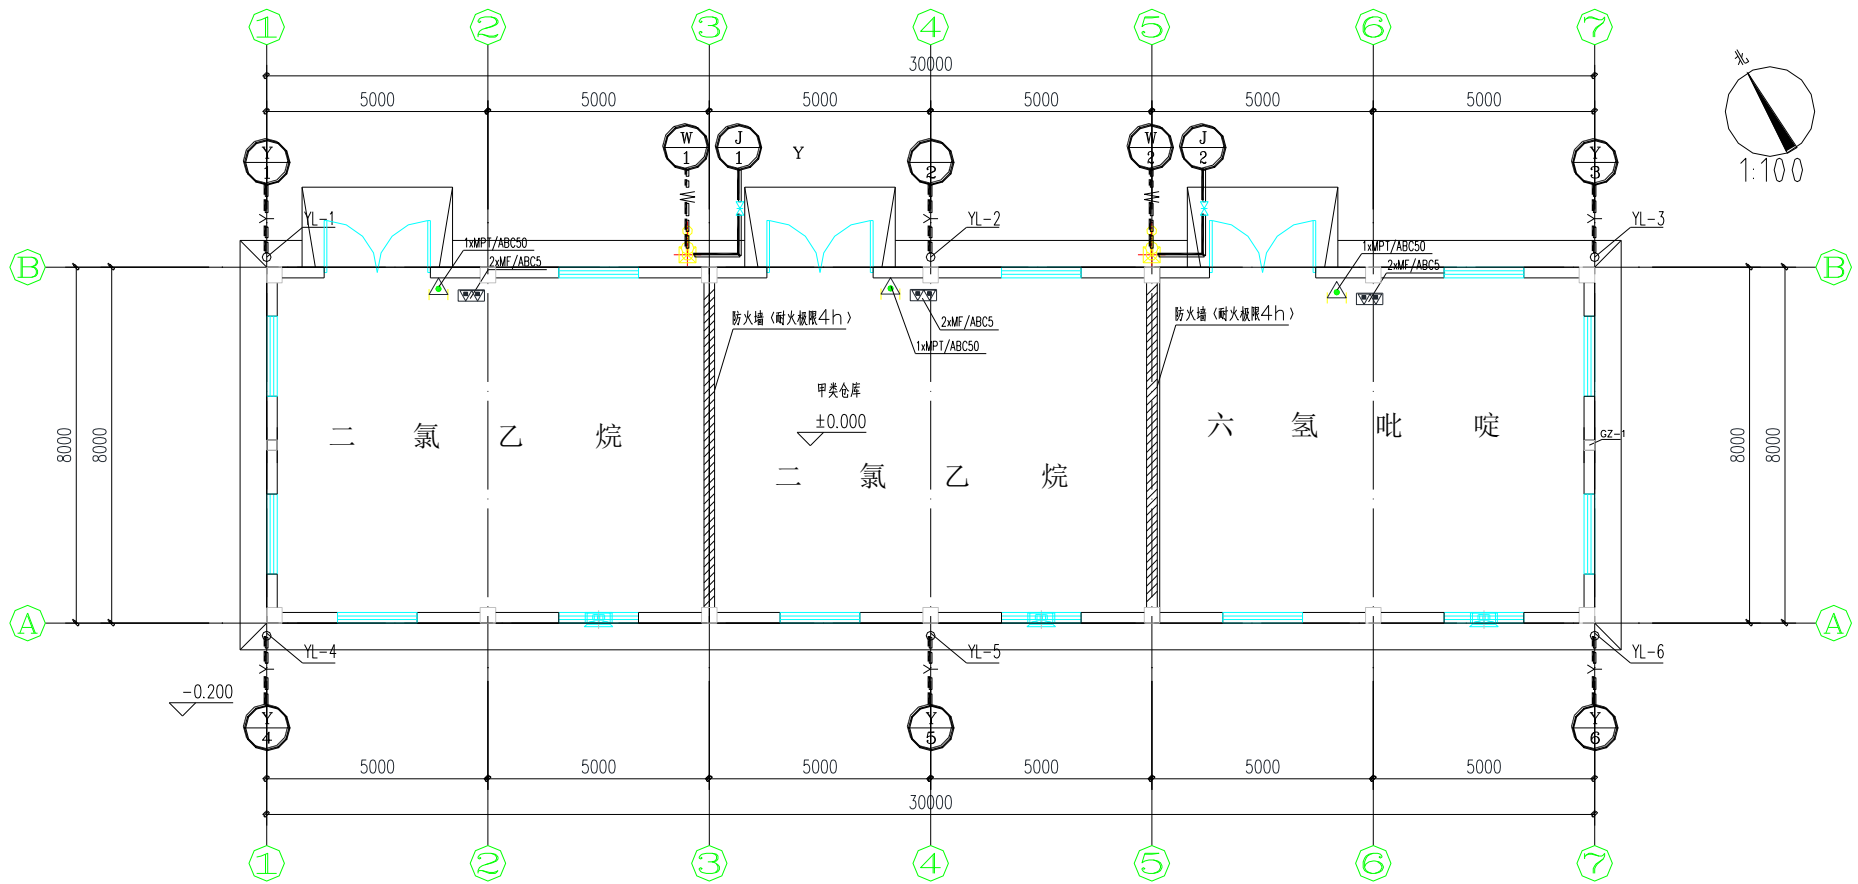 1 2 3 4 5 6 7
北
30000
5000 5000 5000 5000 5000 5000
1:100
Y 1
W 1
J 1
Y
2
W 2
J 2
Y 3
Y W Y W Y
YL-1
YL-2
YL-3
1xMPT/ABC50
2xMF/ABC5
1xMPT/ABC50
2xMF/ABC5
B B
防火墙（耐火极限4h）
2xMF/ABC5
1xMPT/ABC50
防火墙（耐火极限4h）
甲类仓库
±0.000
8000 8000
二氯乙烷
二氯乙烷
六氢吡啶
GZ-1
8000 8000
A A
YL-4
YL-5
YL-6
Y Y Y
-0.200
Y 4
Y 5
Y 6
5000 5000 5000 5000 5000 5000
30000
1 2 3 4 5 6 7